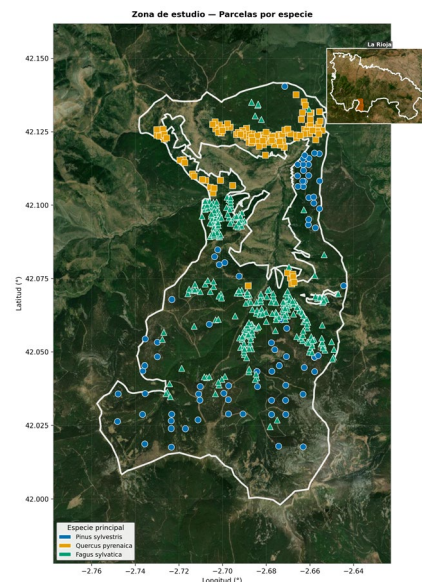 Zona de estudio — Parcelas por especie
La Rioja
42.150
42.125
42.100
42.075
42.050
42.025
42.000
Latitud (°)
Especie principal
Pinus sylvestris
Quercus pyrenaica
Fagus sylvatica
−2.76 −2.74 −2.72 −2.70 −2.68 −2.66 −2.64
Longitud (°)